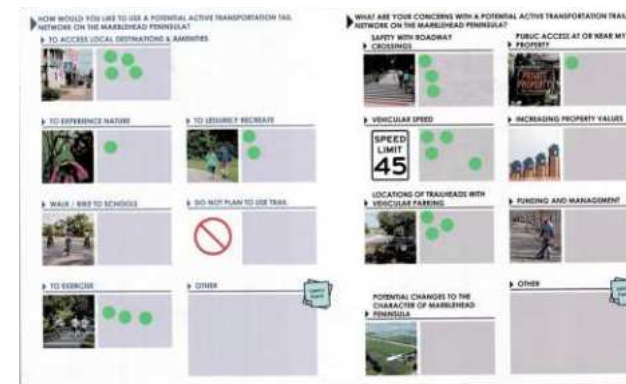 HOW WOULD YOU LIKE TO USE A POTENTIAL ACTIVE TRANSPORTATION TAIL
NETWORK ON THE MARBLEHEAD PENINSULA?
TO ACCESS LOCAL DESTINATIONS & AMENITIES
TO EXPERIENCE NATURE
TO LEISURELY RECREATE
WALK / BIKE TO SCHOOLS
DO NOT PLAN TO USE TRAIL
TO EXERCISE
OTHER
WHAT ARE YOUR CONCERNS WITH A POTENTIAL ACTIVE TRANSPORTATION TRAIL
NETWORK ON THE MARBLEHEAD PENINSULA?
SAFETY WITH ROADWAY
CROSSINGS
PUBLIC ACCESS AT OR NEAR MY
PROPERTY
PRIVATE
PROPERTY
VEHICULAR SPEED
SPEED
LIMIT
45
INCREASING PROPERTY VALUES
LOCATIONS OF TRAILHEADS WITH
VEHICULAR PARKING
FUNDING AND MANAGEMENT
POTENTIAL CHANGES TO THE
CHARACTER OF MARBLEHEAD
PENINSULA
OTHER